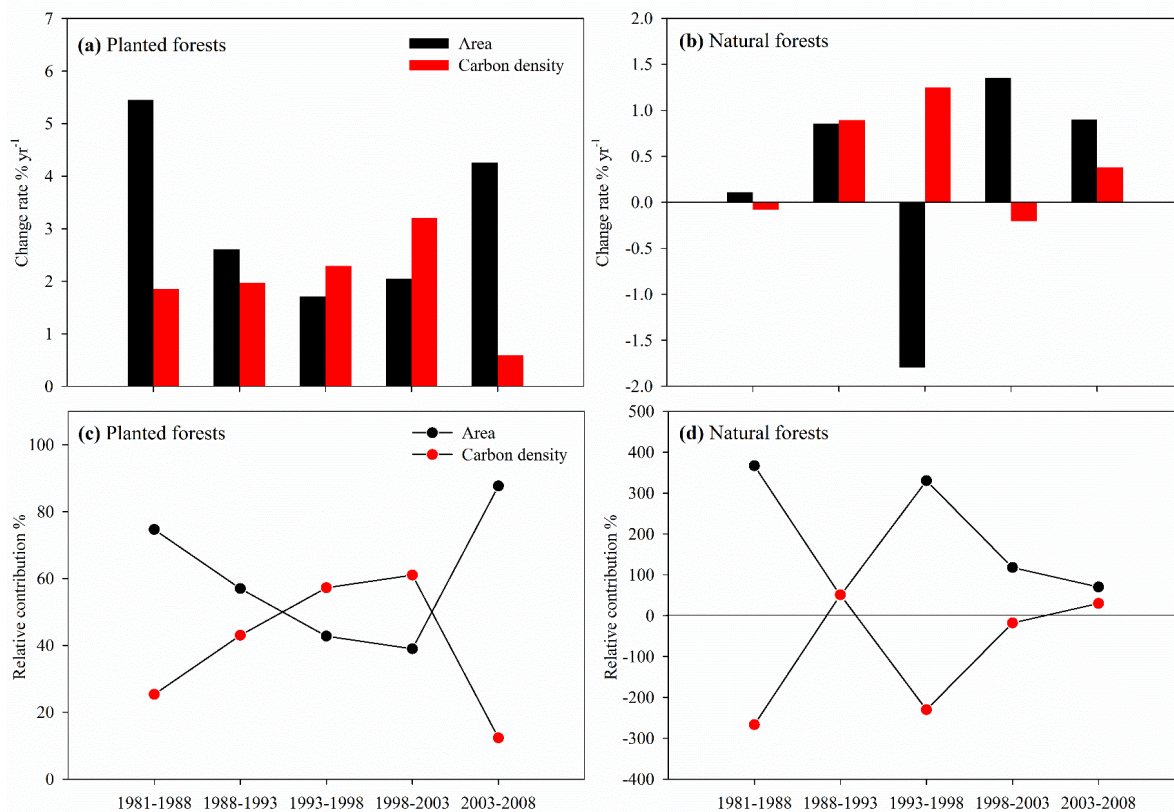 (a) Planted forests
Area
Carbon density
Change rate % yr-1
7
6
5
4
3
2
1
0
(b) Natural forests
Change rate % yr-1
2.0
1.5
1.0
0.5
0.0
-0.5
-1.0
-1.5
-2.0
(c) Planted forests
Area
Carbon density
Relative contribution %
100
80
60
40
20
0
1981-1988 1988-1993 1993-1998 1998-2003 2003-2008
(d) Natural forests
Relative contribution %
500
400
300
200
100
0
-100
-200
-300
-400
1981-1988 1988-1993 1993-1998 1998-2003 2003-2008